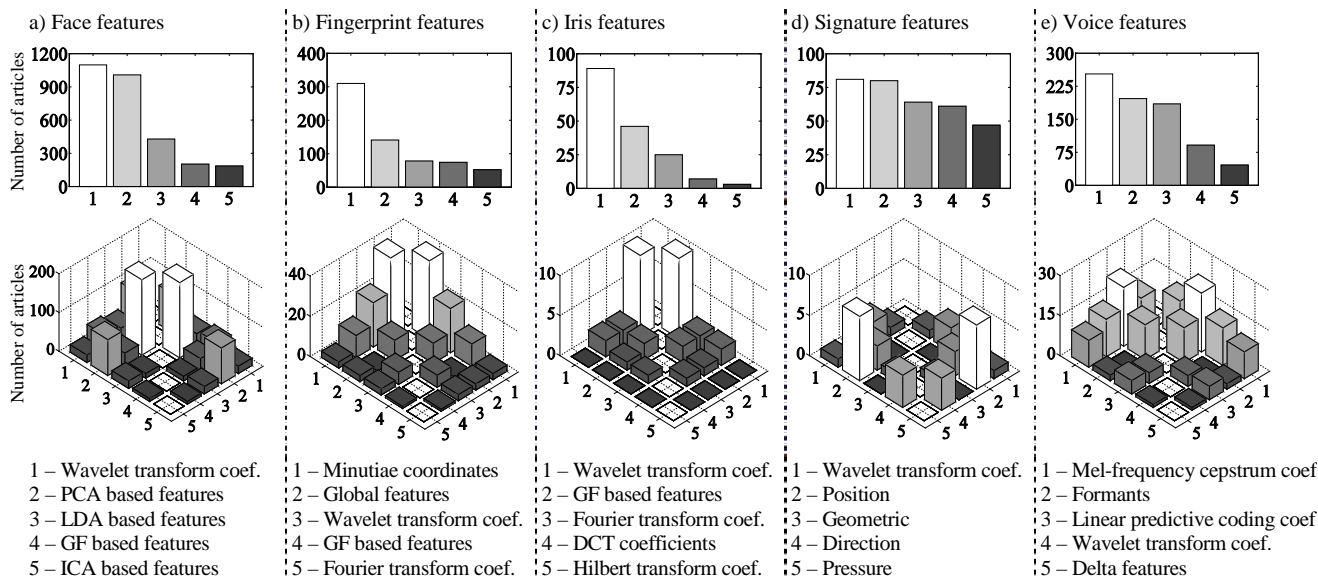 a) Face features
b) Fingerprint features
c) Iris features
d) Signature features
e) Voice features
Number of articles
1200
900
600
300
0
1 2 3 4 5
400
300
200
100
0
1 2 3 4 5
100
75
50
25
0
1 2 3 4 5
100
75
50
25
0
1 2 3 4 5
300
225
150
75
0
1 2 3 4 5
Number of articles
200
100
0
1 2 3 4 5
5 4 3 2 1
40
20
0
1 2 3 4 5
5 4 3 2 1
10
5
0
1 2 3 4 5
5 4 3 2 1
10
5
0
1 2 3 4 5
5 4 3 2 1
30
15
0
1 2 3 4 5
5 4 3 2 1
1 – Wavelet transform coef.
2 – PCA based features
3 – LDA based features
4 – GF based features
5 – ICA based features
1 – Minutiae coordinates
2 – Global features
3 – Wavelet transform coef.
4 – GF based features
5 – Fourier transform coef.
1 – Wavelet transform coef.
2 – GF based features
3 – Fourier transform coef.
4 – DCT coefficients
5 – Hilbert transform coef.
1 – Wavelet transform coef.
2 – Position
3 – Geometric
4 – Direction
5 – Pressure
1 – Mel-frequency cepstrum coef
2 – Formants
3 – Linear predictive coding coef
4 – Wavelet transform coef.
5 – Delta features